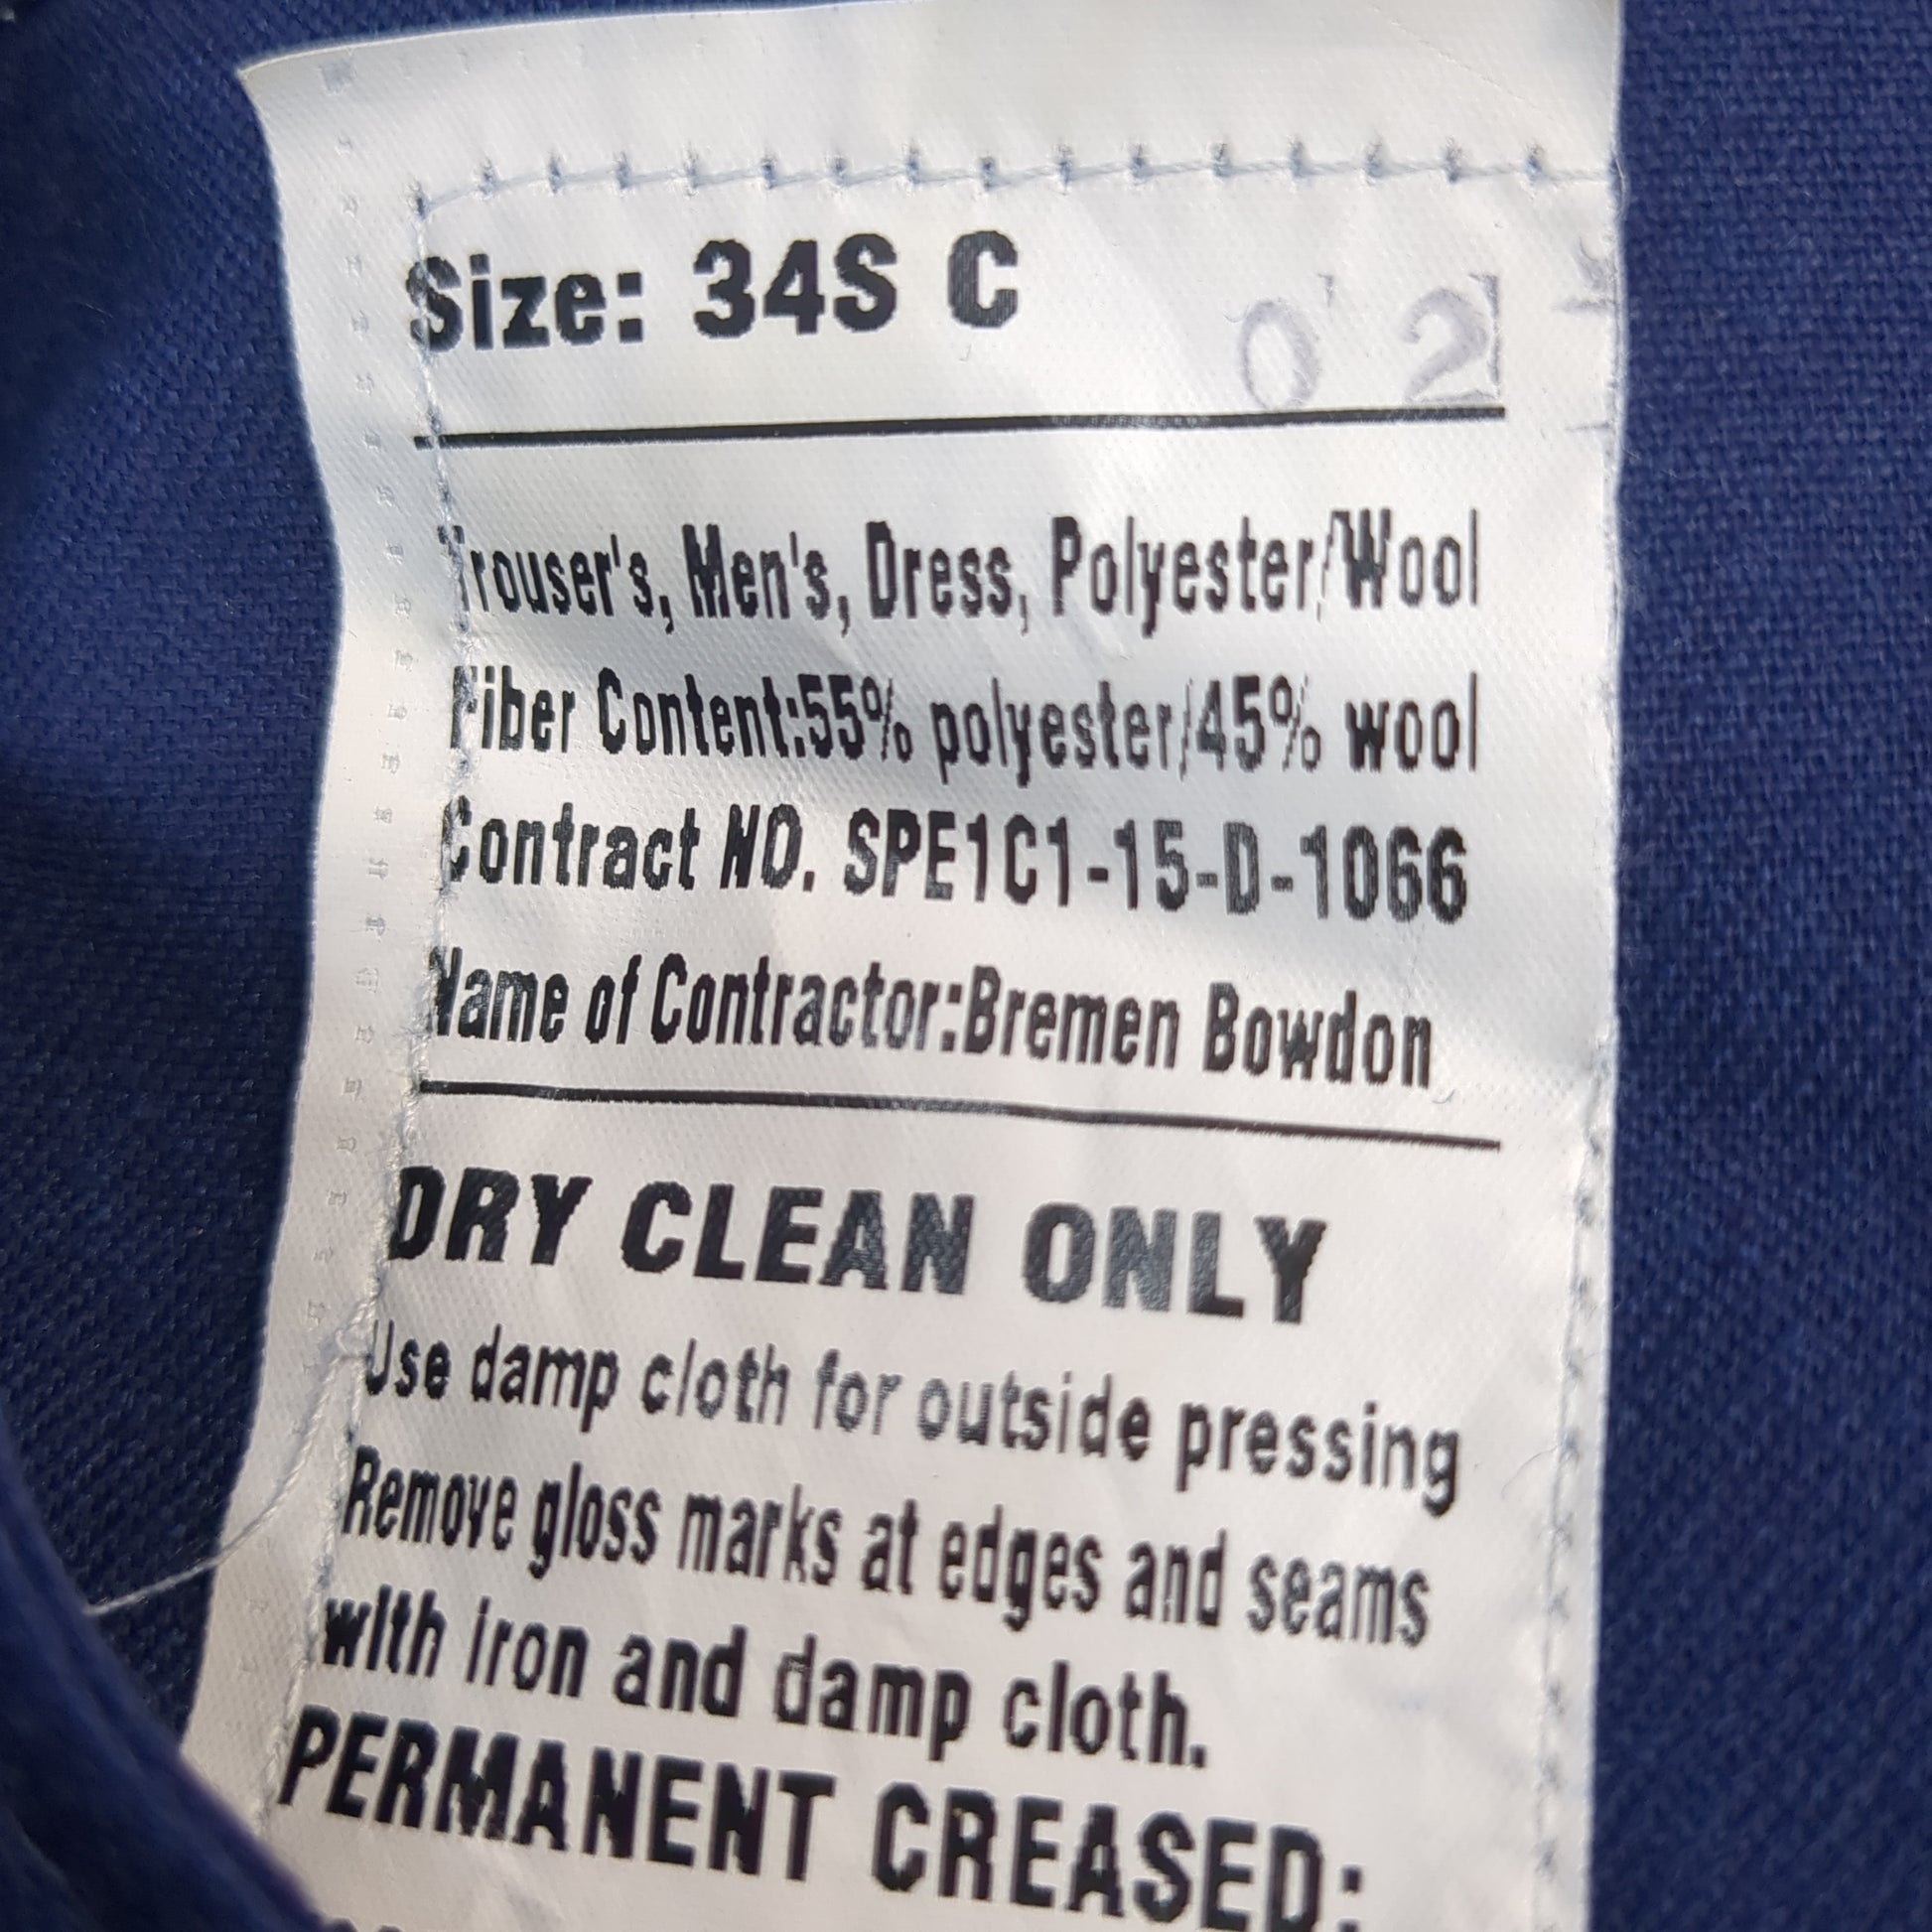 Size: 34S C
0 2
Trouser's, Men's, Dress, Polyester/Wool
Fiber Content:55% polyester/45% wool
Contract NO. SPE1C1-15-D-1066
Name of Contractor:Bremen Bowdon
DRY CLEAN ONLY
Use damp cloth for outside pressing
Remove gloss marks at edges and seams
with iron and damp cloth.
PERMANENT CREASED: